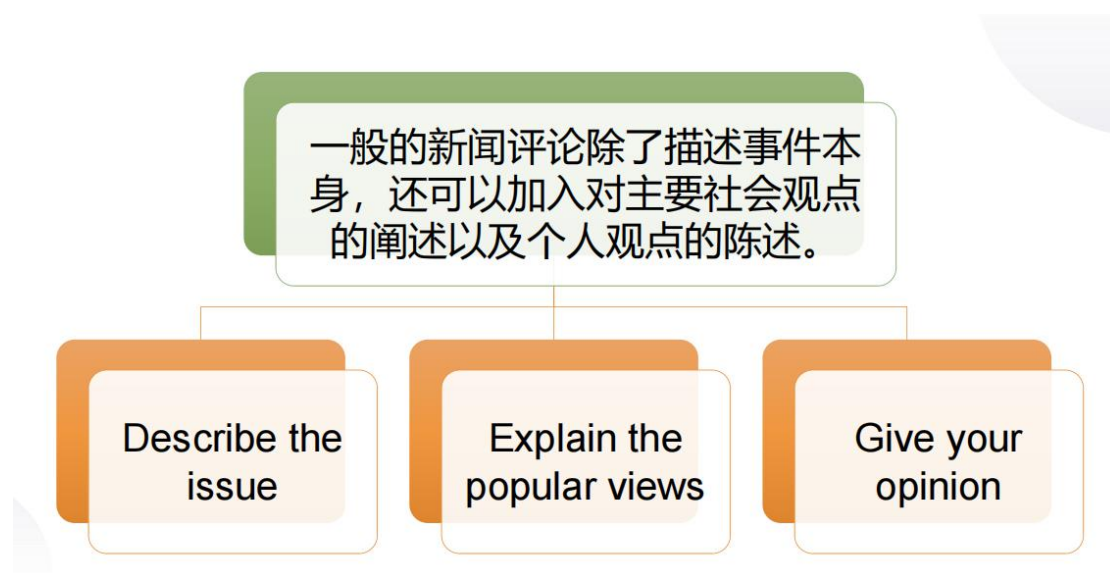 一般的新闻评论除了描述事件本
身，还可以加入对主要社会观点
的阐述以及个人观点的陈述。
Describe the
issue
Explain the
popular views
Give your
opinion